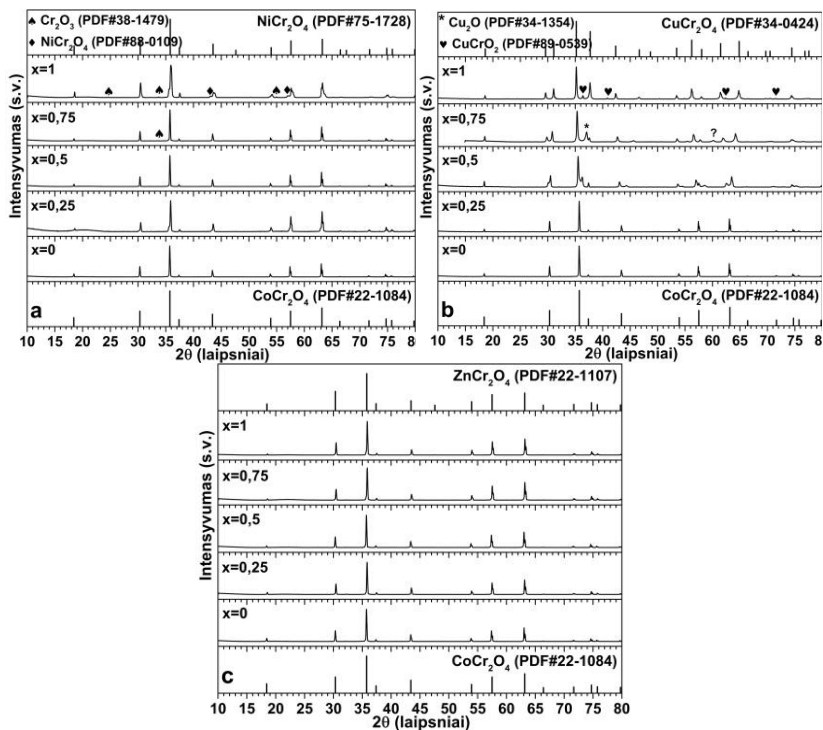 ♠ Cr₂O₃ (PDF#38-1479)
NiCr₂O₄ (PDF#75-1728)
♦ NiCr₂O₄ (PDF#88-0109)
x=1
x=0,75
x=0,5
x=0,25
x=0
CoCr₂O₄ (PDF#22-1084)
a
Intensyvumas (s.v.)
10 15 20 25 30 35 40 45 50 55 60 65 70 75 80
2θ (laipsniai)
* Cu₂O (PDF#34-1354)
CuCr₂O₄ (PDF#34-0424)
♥ CuCrO₂ (PDF#89-0539)
x=1
x=0,75
*
?
x=0,5
x=0,25
x=0
CoCr₂O₄ (PDF#22-1084)
b
Intensyvumas (s.v.)
10 15 20 25 30 35 40 45 50 55 60 65 70 75 80
2θ (laipsniai)
ZnCr₂O₄ (PDF#22-1107)
x=1
x=0,75
x=0,5
x=0,25
x=0
CoCr₂O₄ (PDF#22-1084)
c
Intensyvumas (s.v.)
10 15 20 25 30 35 40 45 50 55 60 65 70 75 80
2θ (laipsniai)